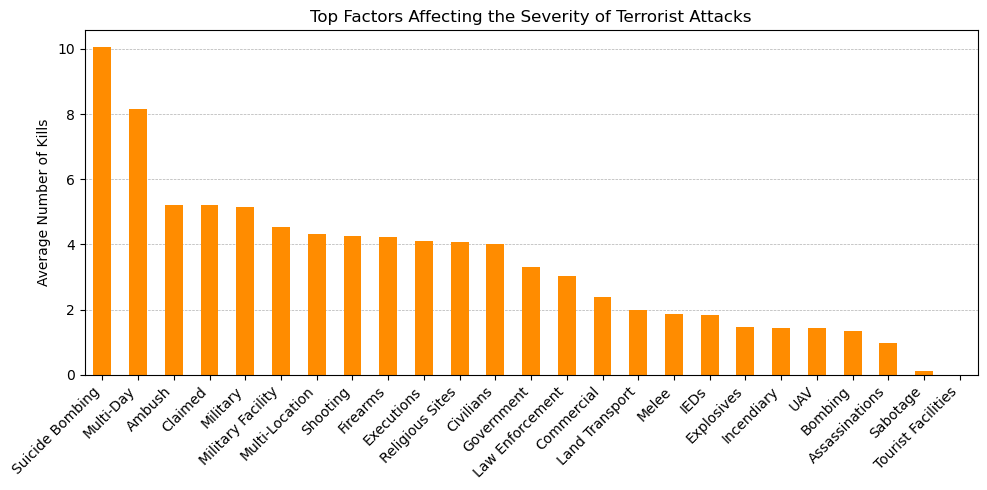 Top Factors Affecting the Severity of Terrorist Attacks
Average Number of Kills
10
8
6
4
2
0
Suicide Bombing
Multi-Day
Ambush
Claimed
Military
Military Facility
Multi-Location
Shooting
Firearms
Executions
Religious Sites
Civilians
Government
Law Enforcement
Commercial
Land Transport
Melee
IEDs
Explosives
Incendiary
UAV
Bombing
Assassinations
Sabotage
Tourist Facilities